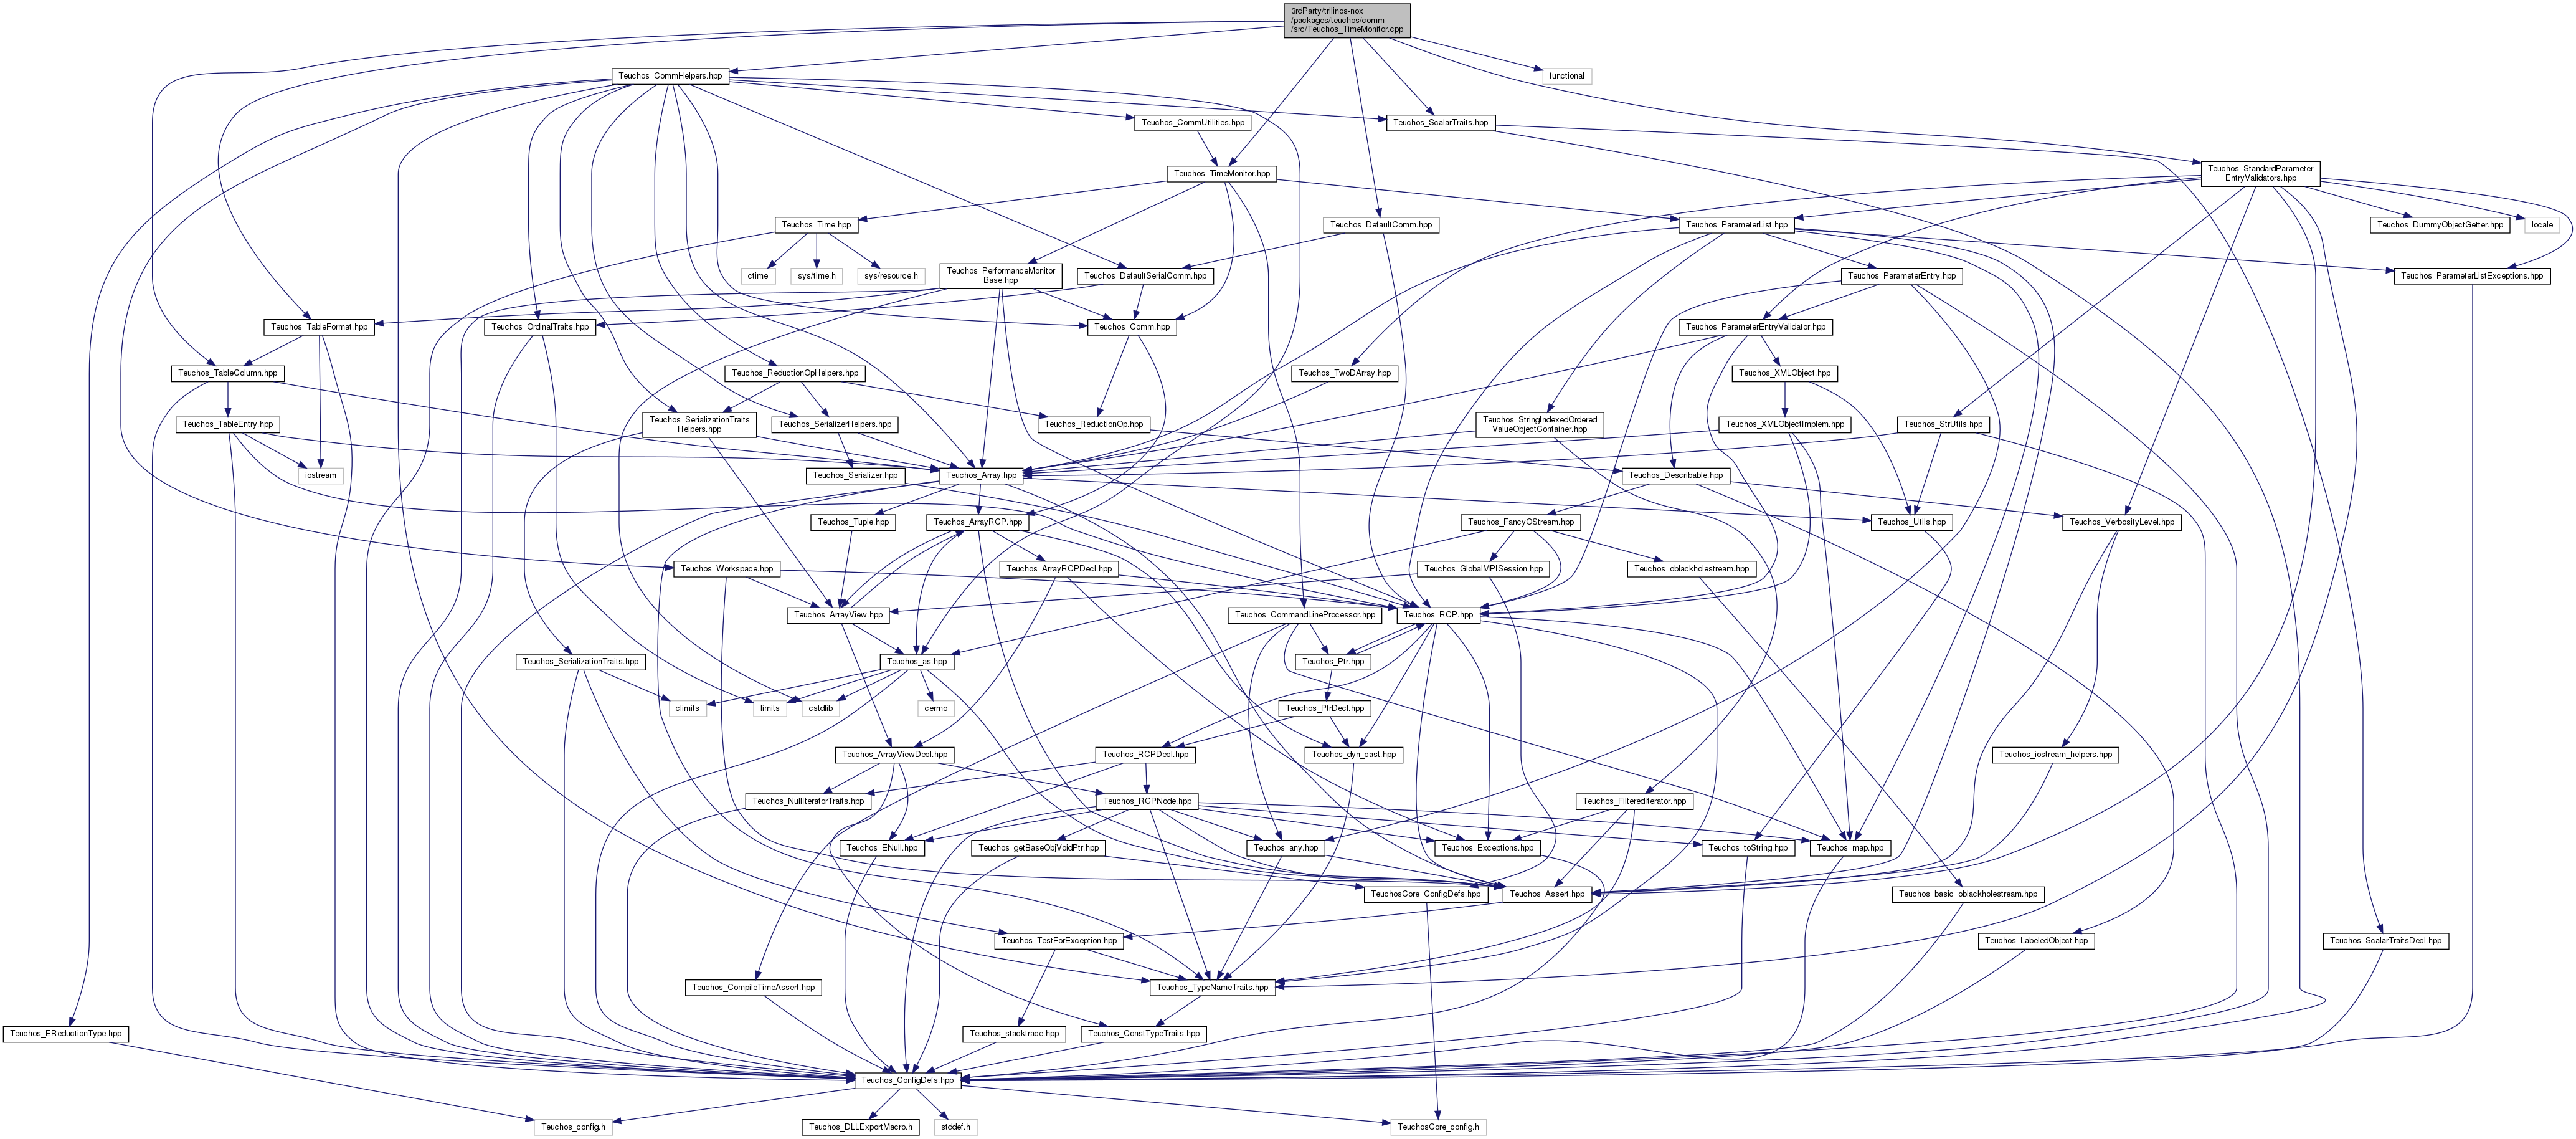 3rdParty/trilinos-nox
/packages/teuchos/comm
/src/Teuchos_TimeMonitor.cpp
Teuchos_CommHelpers.hpp
functional
Teuchos_CommUtilities.hpp
Teuchos_ScalarTraits.hpp
Teuchos_TimeMonitor.hpp
Teuchos_StandardParameter
EntryValidators.hpp
Teuchos_Time.hpp
Teuchos_DefaultComm.hpp
Teuchos_ParameterList.hpp
Teuchos_DummyObjectGetter.hpp
locale
ctime
sys/time.h
sys/resource.h
Teuchos_PerformanceMonitor
Base.hpp
Teuchos_DefaultSerialComm.hpp
Teuchos_ParameterEntry.hpp
Teuchos_ParameterListExceptions.hpp
Teuchos_TableFormat.hpp
Teuchos_OrdinalTraits.hpp
Teuchos_Comm.hpp
Teuchos_ParameterEntryValidator.hpp
Teuchos_TableColumn.hpp
Teuchos_ReductionOpHelpers.hpp
Teuchos_TwoDArray.hpp
Teuchos_XMLObject.hpp
Teuchos_TableEntry.hpp
Teuchos_SerializationTraits
Helpers.hpp
Teuchos_SerializerHelpers.hpp
Teuchos_ReductionOp.hpp
Teuchos_StringIndexedOrdered
ValueObjectContainer.hpp
Teuchos_XMLObjectImplem.hpp
Teuchos_StrUtils.hpp
iostream
Teuchos_Serializer.hpp
Teuchos_Array.hpp
Teuchos_Describable.hpp
Teuchos_Tuple.hpp
Teuchos_ArrayRCP.hpp
Teuchos_FancyOStream.hpp
Teuchos_Utils.hpp
Teuchos_VerbosityLevel.hpp
Teuchos_Workspace.hpp
Teuchos_ArrayRCPDecl.hpp
Teuchos_GlobalMPISession.hpp
Teuchos_oblackholestream.hpp
Teuchos_ArrayView.hpp
Teuchos_CommandLineProcessor.hpp
Teuchos_RCP.hpp
Teuchos_SerializationTraits.hpp
Teuchos_as.hpp
Teuchos_Ptr.hpp
climits
limits
cstdlib
cerrno
Teuchos_PtrDecl.hpp
Teuchos_ArrayViewDecl.hpp
Teuchos_RCPDecl.hpp
Teuchos_dyn_cast.hpp
Teuchos_iostream_helpers.hpp
Teuchos_NullIteratorTraits.hpp
Teuchos_RCPNode.hpp
Teuchos_FilteredIterator.hpp
Teuchos_ENull.hpp
Teuchos_getBaseObjVoidPtr.hpp
Teuchos_any.hpp
Teuchos_Exceptions.hpp
Teuchos_toString.hpp
Teuchos_map.hpp
TeuchosCore_ConfigDefs.hpp
Teuchos_Assert.hpp
Teuchos_basic_oblackholestream.hpp
Teuchos_TestForException.hpp
Teuchos_LabeledObject.hpp
Teuchos_ScalarTraitsDecl.hpp
Teuchos_CompileTimeAssert.hpp
Teuchos_TypeNameTraits.hpp
Teuchos_EReductionType.hpp
Teuchos_stacktrace.hpp
Teuchos_ConstTypeTraits.hpp
Teuchos_ConfigDefs.hpp
Teuchos_config.h
Teuchos_DLLExportMacro.h
stddef.h
TeuchosCore_config.h